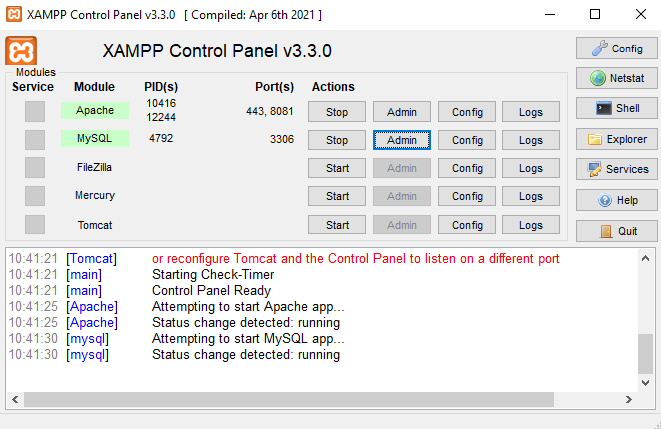 XAMPP Control Panel v3.3.0 [ Compiled: Apr 6th 2021 ]
XAMPP Control Panel v3.3.0
Config
Modules
Service Module PID(s) Port(s) Actions
Netstat
Apache 10416 12244 443, 8081 Stop Admin Config Logs
Shell
MySQL 4792 3306 Stop Admin Config Logs
Explorer
FileZilla Start Admin Config Logs
Services
Mercury Start Admin Config Logs
Help
Tomcat Start Admin Config Logs
Quit
10:41:21 [Tomcat] or reconfigure Tomcat and the Control Panel to listen on a different port
10:41:21 [main] Starting Check-Timer
10:41:21 [main] Control Panel Ready
10:41:25 [Apache] Attempting to start Apache app...
10:41:25 [Apache] Status change detected: running
10:41:30 [mysql] Attempting to start MySQL app...
10:41:30 [mysql] Status change detected: running